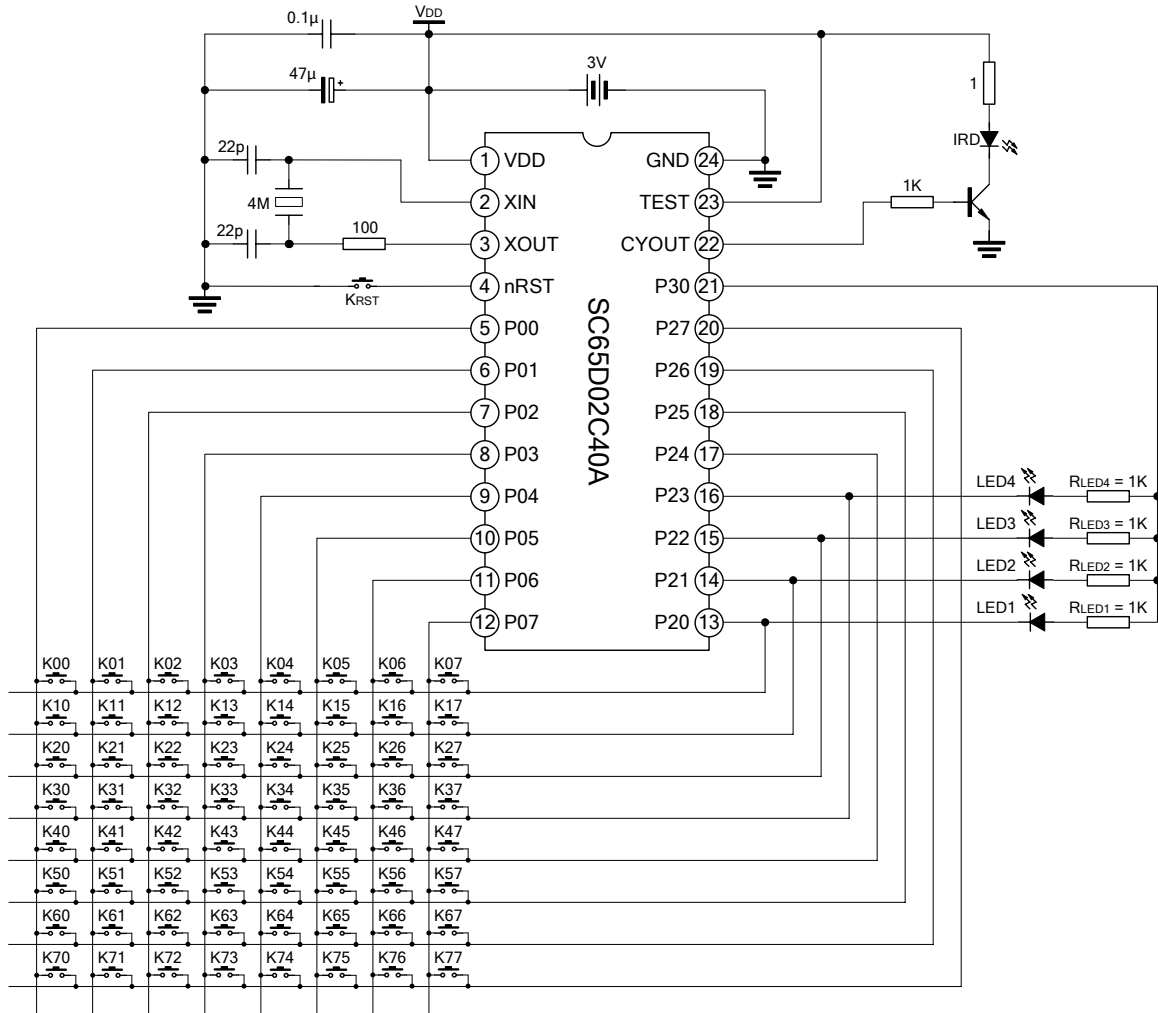 0.1μ
VDD
47μ
+
3V
1
22p
1 VDD
GND 24
IRD
4M
2 XIN
TEST 23
1K
22p
100
3 XOUT
CYOUT 22
KRST
4 nRST
P30 21
SC65D02C40A
5 P00
P27 20
6 P01
P26 19
7 P02
P25 18
8 P03
P24 17
9 P04
P23 16
LED4
RLED4 = 1K
10 P05
P22 15
LED3
RLED3 = 1K
11 P06
P21 14
LED2
RLED2 = 1K
12 P07
P20 13
LED1
RLED1 = 1K
K00 K01 K02 K03 K04 K05 K06 K07
K10 K11 K12 K13 K14 K15 K16 K17
K20 K21 K22 K23 K24 K25 K26 K27
K30 K31 K32 K33 K34 K35 K36 K37
K40 K41 K42 K43 K44 K45 K46 K47
K50 K51 K52 K53 K54 K55 K56 K57
K60 K61 K62 K63 K64 K65 K66 K67
K70 K71 K72 K73 K74 K75 K76 K77